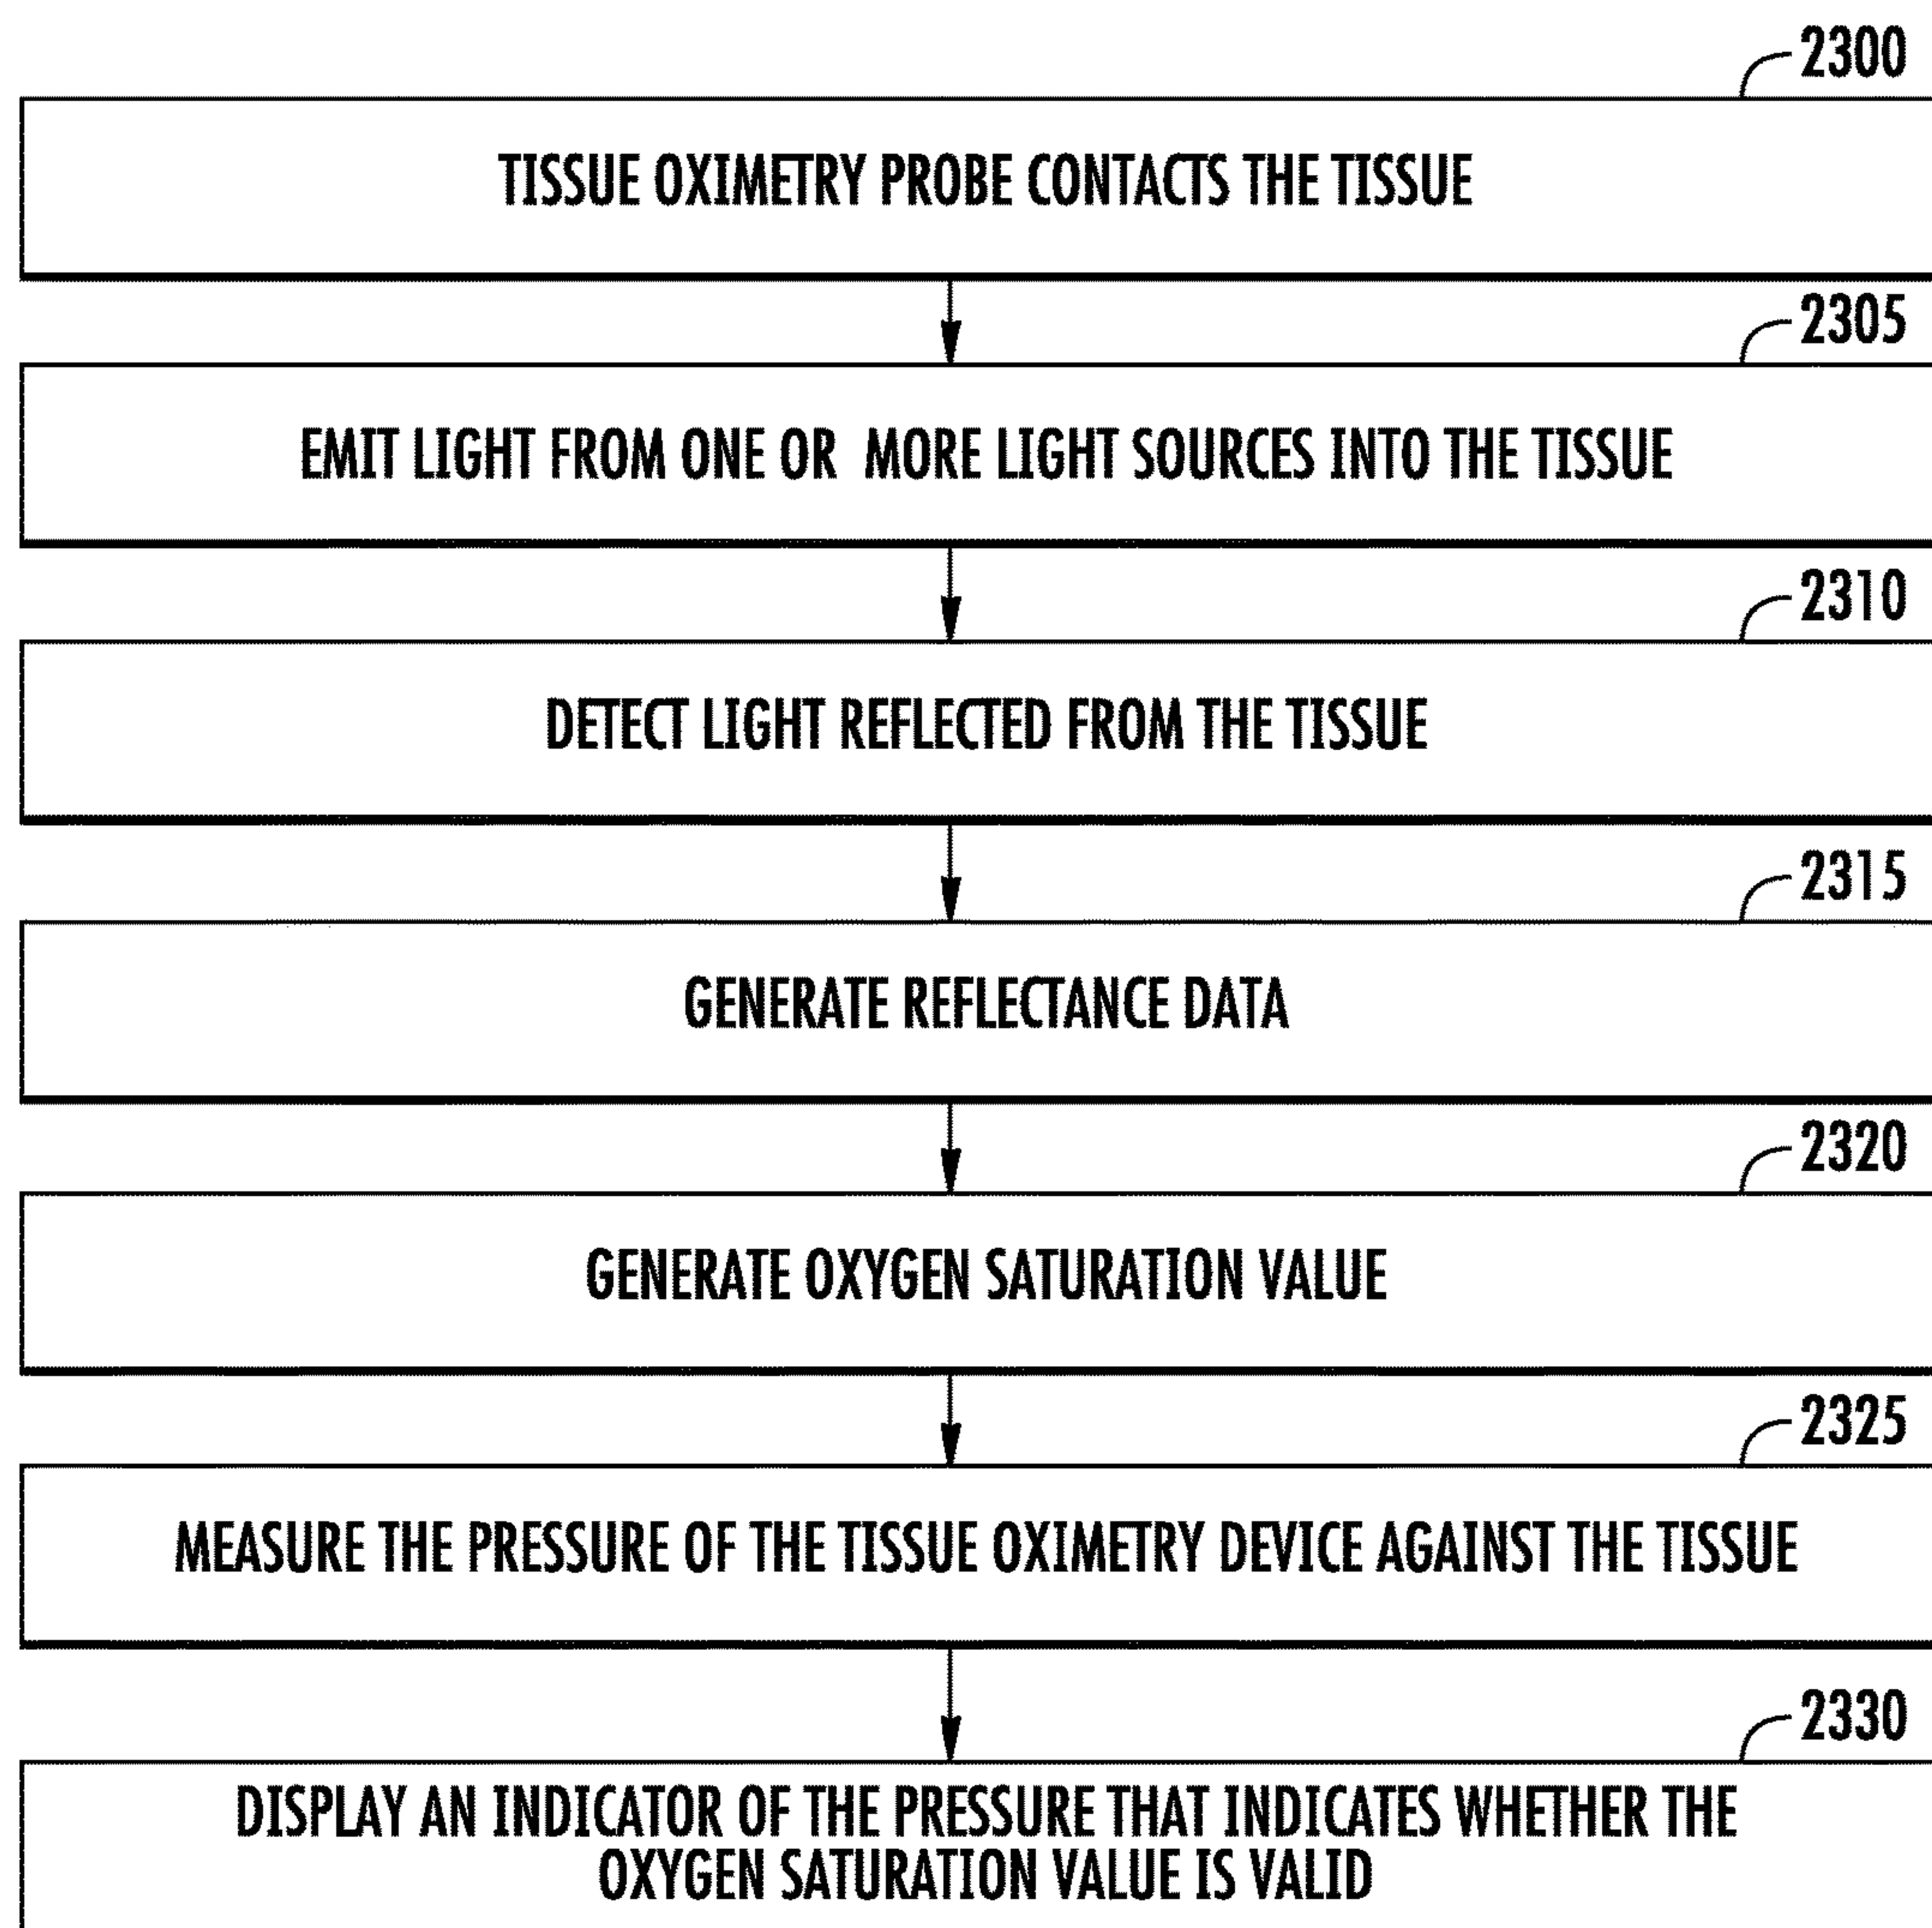 2300
TISSUE OXIMETRY PROBE CONTACTS THE TISSUE
2305
EMIT LIGHT FROM ONE OR MORE LIGHT SOURCES INTO THE TISSUE
2310
DETECT LIGHT REFLECTED FROM THE TISSUE
2315
GENERATE REFLECTANCE DATA
2320
GENERATE OXYGEN SATURATION VALUE
2325
MEASURE THE PRESSURE OF THE TISSUE OXIMETRY DEVICE AGAINST THE TISSUE
2330
DISPLAY AN INDICATOR OF THE PRESSURE THAT INDICATES WHETHER THE
OXYGEN SATURATION VALUE IS VALID